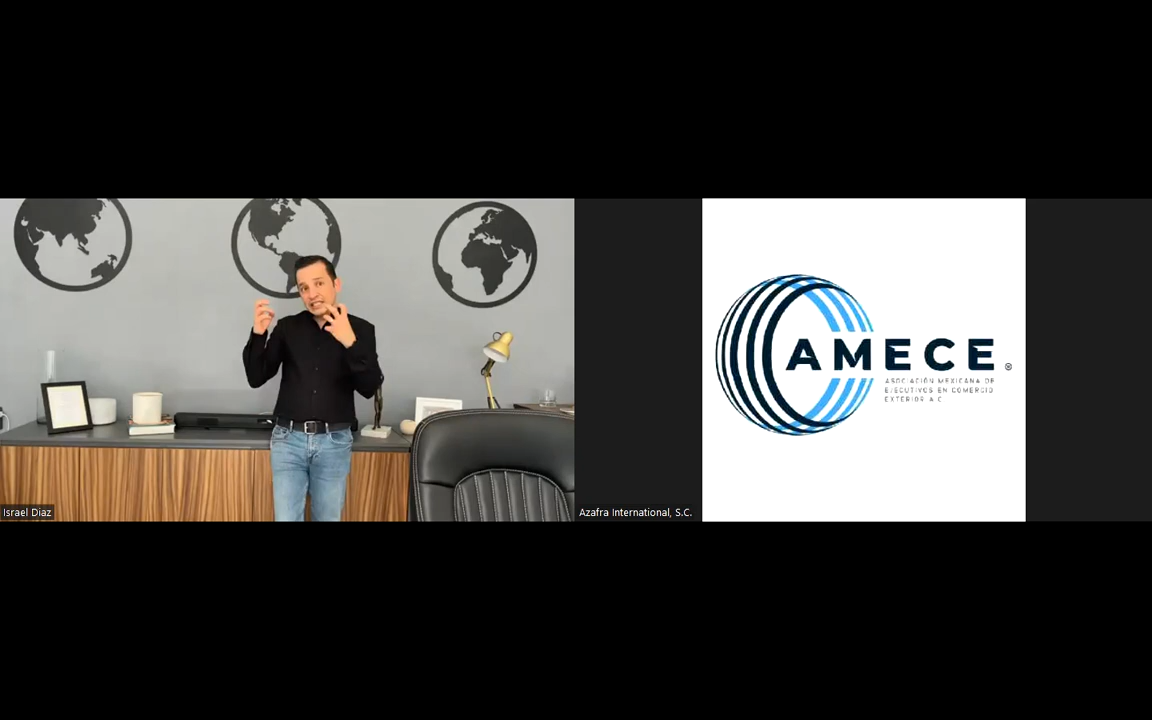 AMECE ®
ASOCIACIÓN MEXICANA DE
EJECUTIVOS EN COMERCIO
EXTERIOR A.C.
Israel Diaz
Azafra International, S.C.